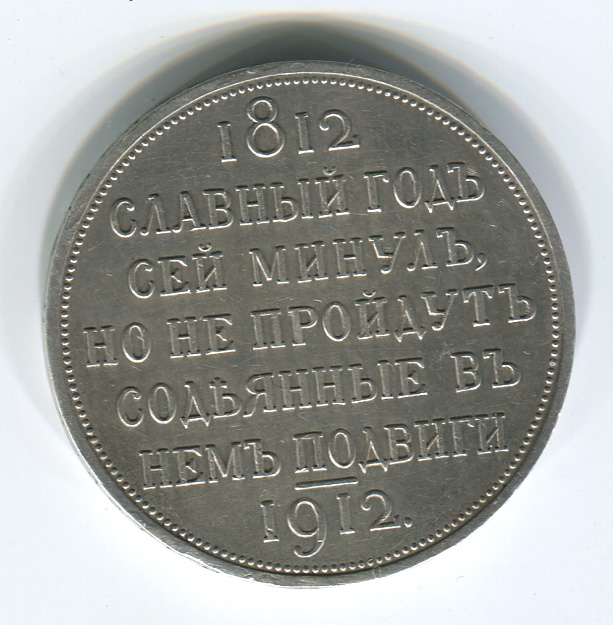 1812
СЛАВНЫЙ ГОДЪ
СЕЙ МИНУЛЪ,
НО НЕ ПРОЙДУТЪ
СОДѢЯННЫЕ ВЪ
НЕМЪ ПОДВИГИ
1912.